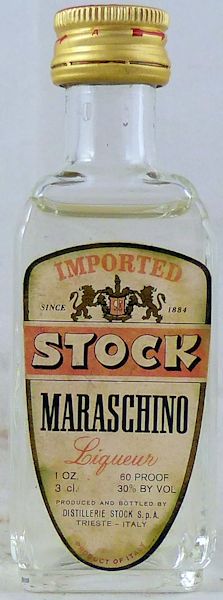 IMPORTED
SINCE 1884
STOCK
MARASCHINO
Liqueur
1 OZ. 60 PROOF
3 cl. 30% BY VOL
PRODUCED AND BOTTLED BY
DISTILLERIE STOCK S.p.A.
TRIESTE - ITALY
PRODUCT OF ITALY